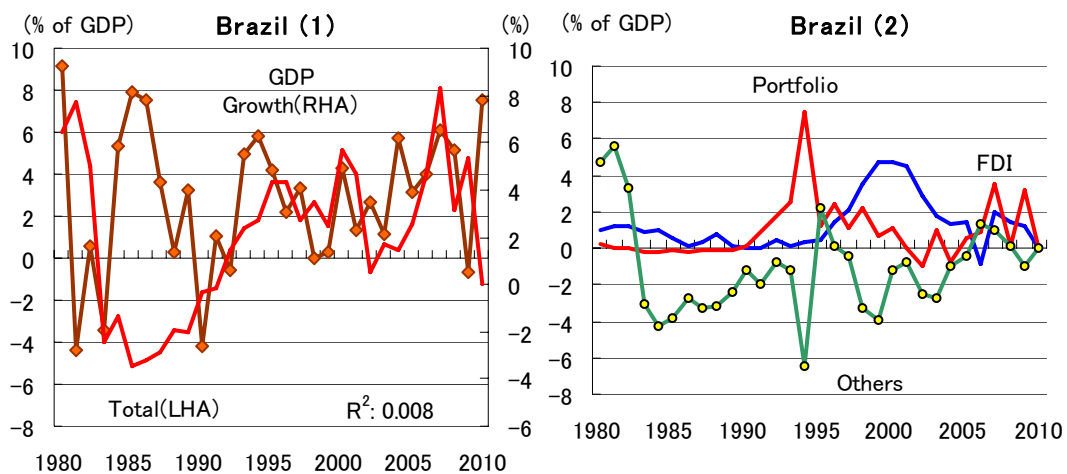 (% of GDP) Brazil (1) (%)
10 10
8 8
6 6
4 4
2 2
0 0
-2 -2
-4 -4
-6
-8 -6
GDP
Growth(RHA)
Total(LHA)
R²: 0.008
1980 1985 1990 1995 2000 2005 2010
(% of GDP) Brazil (2)
10
8
6
4
2
0
-2
-4
-6
-8
Portfolio
FDI
Others
1980 1985 1990 1995 2000 2005 2010